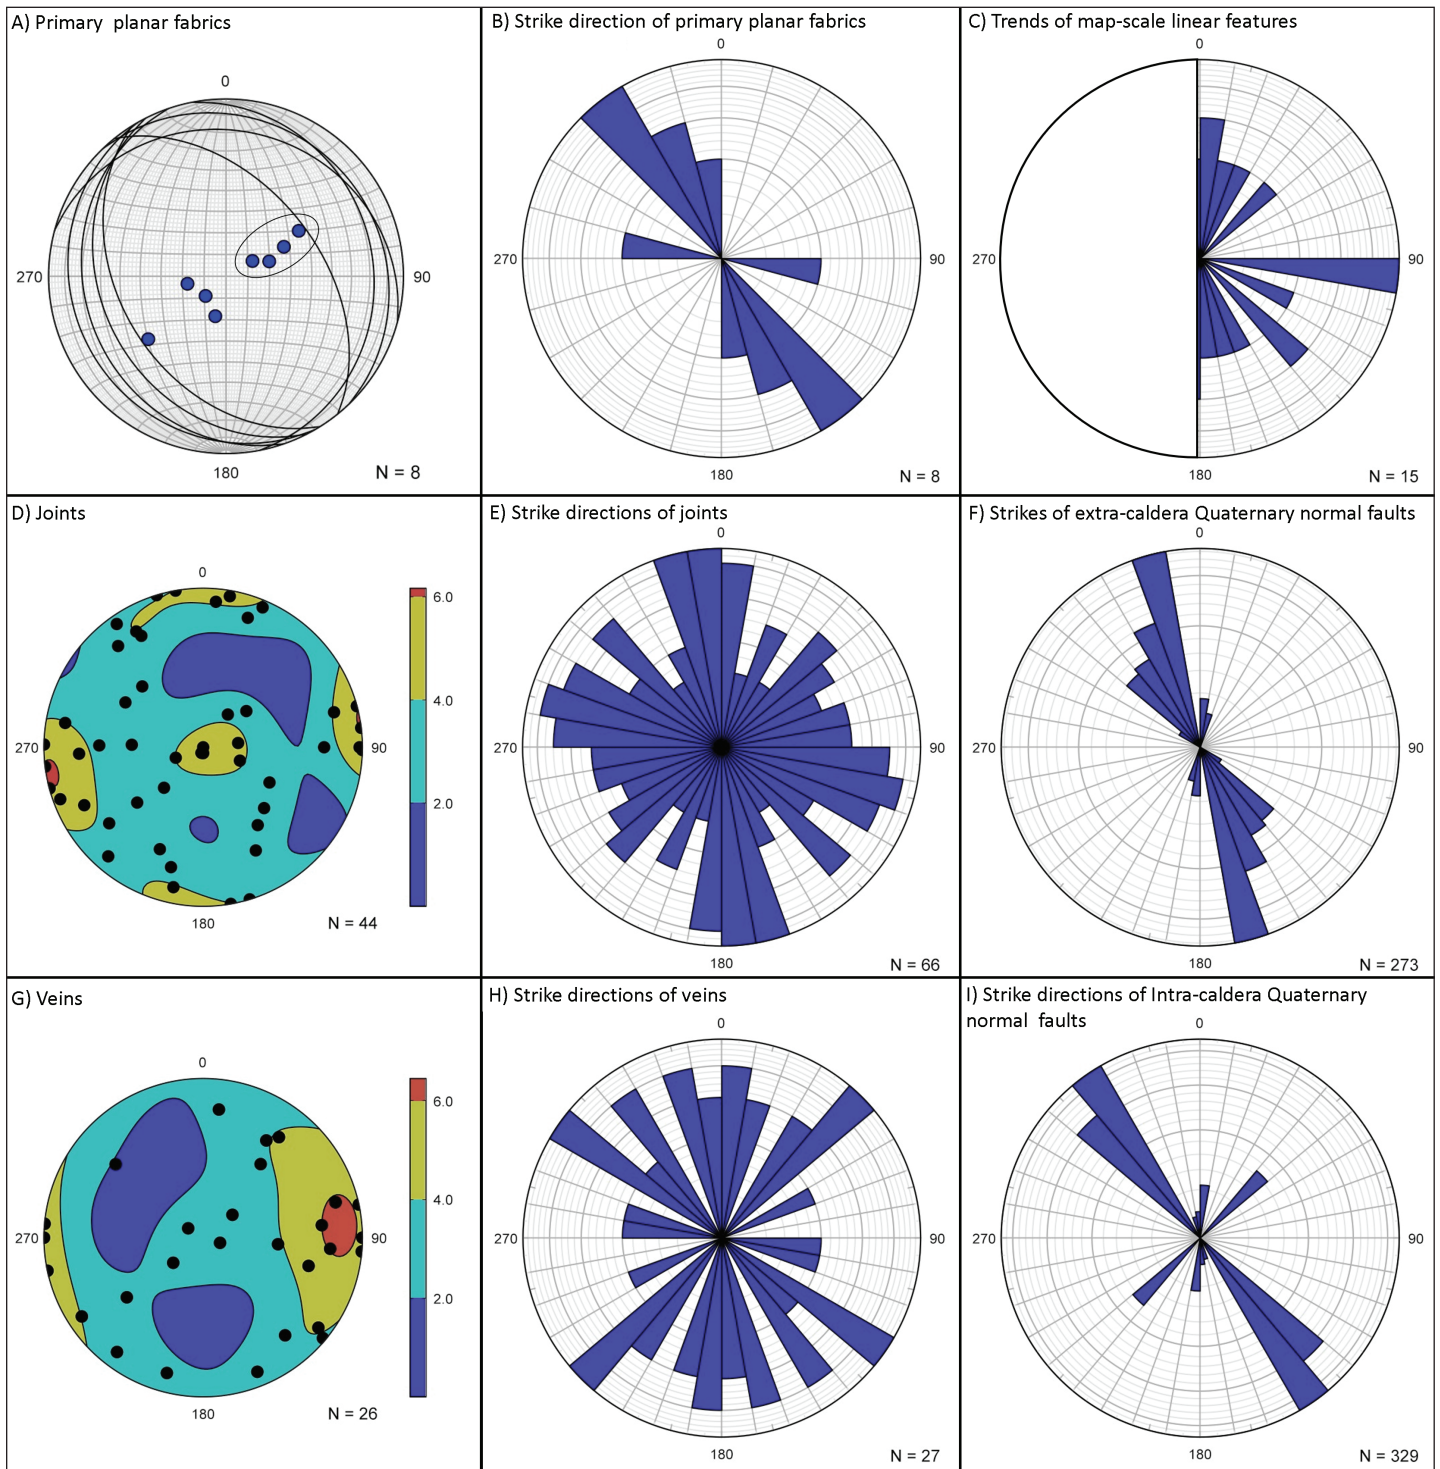 A) Primary planar fabrics
0
270
90
180
N = 8
B) Strike direction of primary planar fabrics
0
270
90
180
N = 8
C) Trends of map-scale linear features
0
270
90
180
N = 15
D) Joints
0
270
90
180
6.0
4.0
2.0
N = 44
E) Strike directions of joints
0
270
90
180
N = 66
F) Strikes of extra-caldera Quaternary normal faults
0
270
90
180
N = 273
G) Veins
0
270
90
180
6.0
4.0
2.0
N = 26
H) Strike directions of veins
0
270
90
180
N = 27
I) Strike directions of Intra-caldera Quaternary
normal faults
0
270
90
180
N = 329